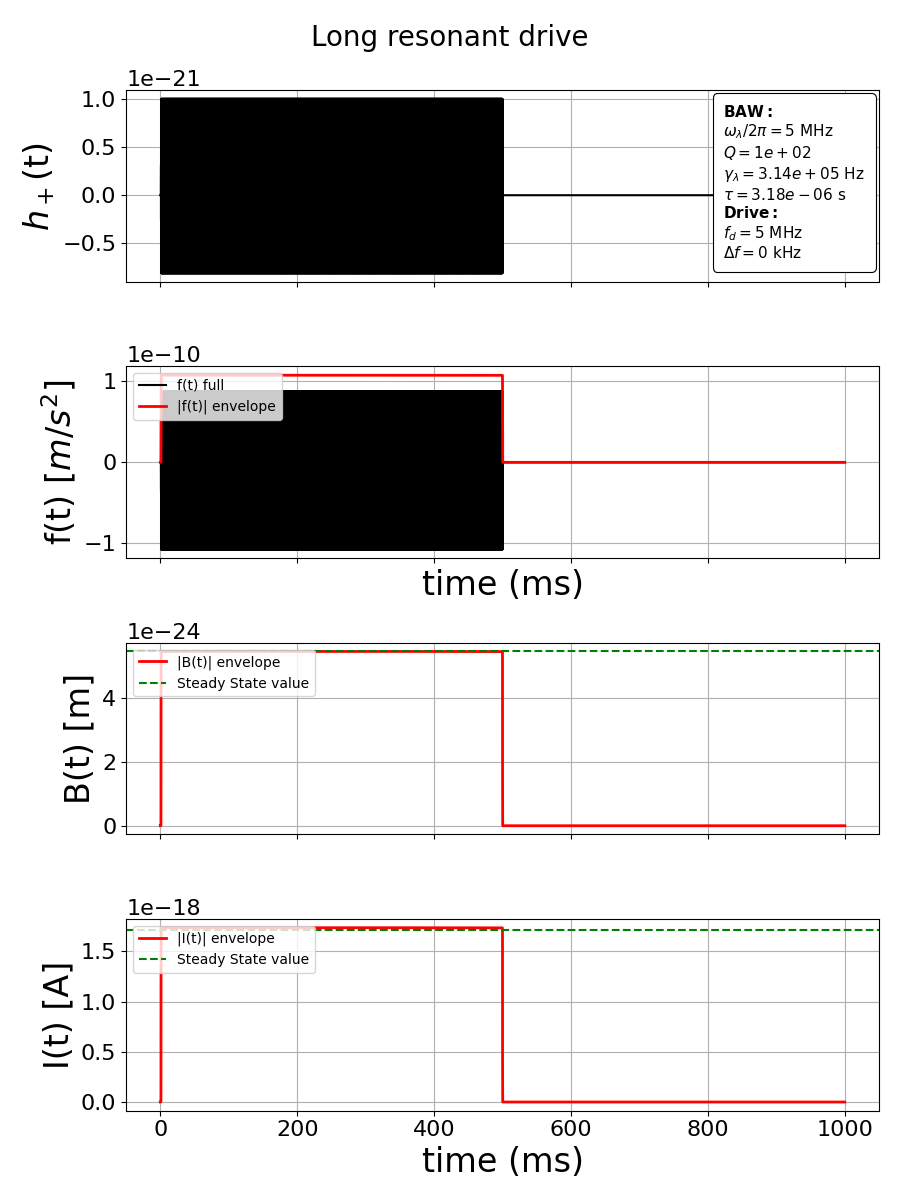 Long resonant drive
1e−21
h₊(t)
1.0
0.5
0.0
−0.5
BAW:
ωλ/2π = 5 MHz
Q = 1e + 02
γλ = 3.14e + 05 Hz
τ = 3.18e − 06 s
Drive:
f_d = 5 MHz
Δf = 0 kHz
1e−10
f(t) [m/s²]
1
0
−1
f(t) full
|f(t)| envelope
time (ms)
1e−24
B(t) [m]
4
2
0
|B(t)| envelope
Steady State value
1e−18
I(t) [A]
1.5
1.0
0.5
0.0
|I(t)| envelope
Steady State value
0 200 400 600 800 1000
time (ms)